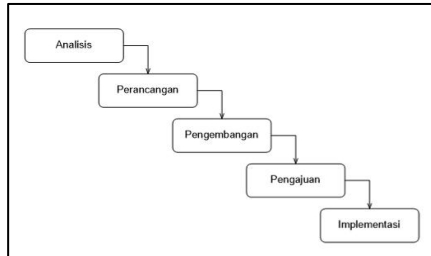 Analisis
Perancangan
Pengembangan
Pengajuan
Implementasi